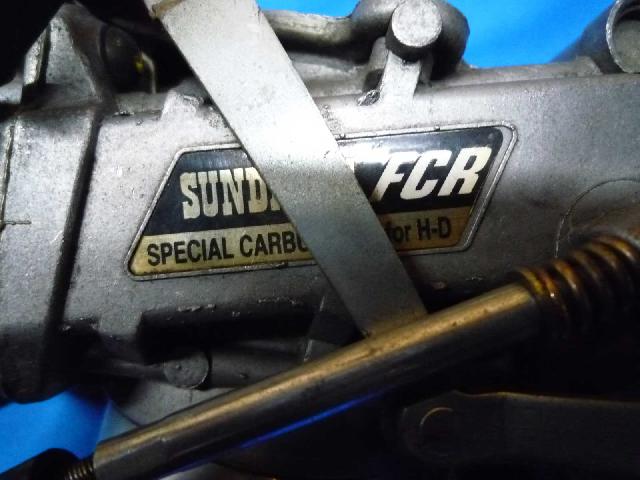 SUND FCR
SPECIAL CARBU for H-D